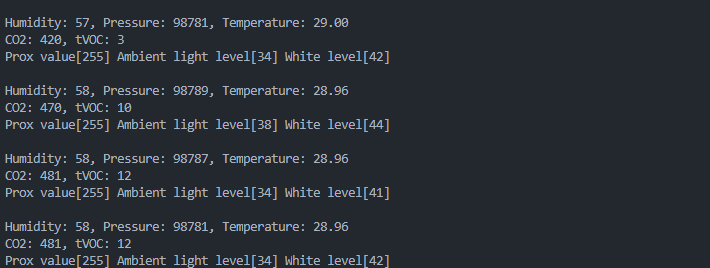 Humidity: 57, Pressure: 98781, Temperature: 29.00
CO2: 420, tVOC: 3
Prox value[255] Ambient light level[34] White level[42]
Humidity: 58, Pressure: 98789, Temperature: 28.96
CO2: 470, tVOC: 10
Prox value[255] Ambient light level[38] White level[44]
Humidity: 58, Pressure: 98787, Temperature: 28.96
CO2: 481, tVOC: 12
Prox value[255] Ambient light level[34] White level[41]
Humidity: 58, Pressure: 98781, Temperature: 28.96
CO2: 481, tVOC: 12
Prox value[255] Ambient light level[34] White level[42]